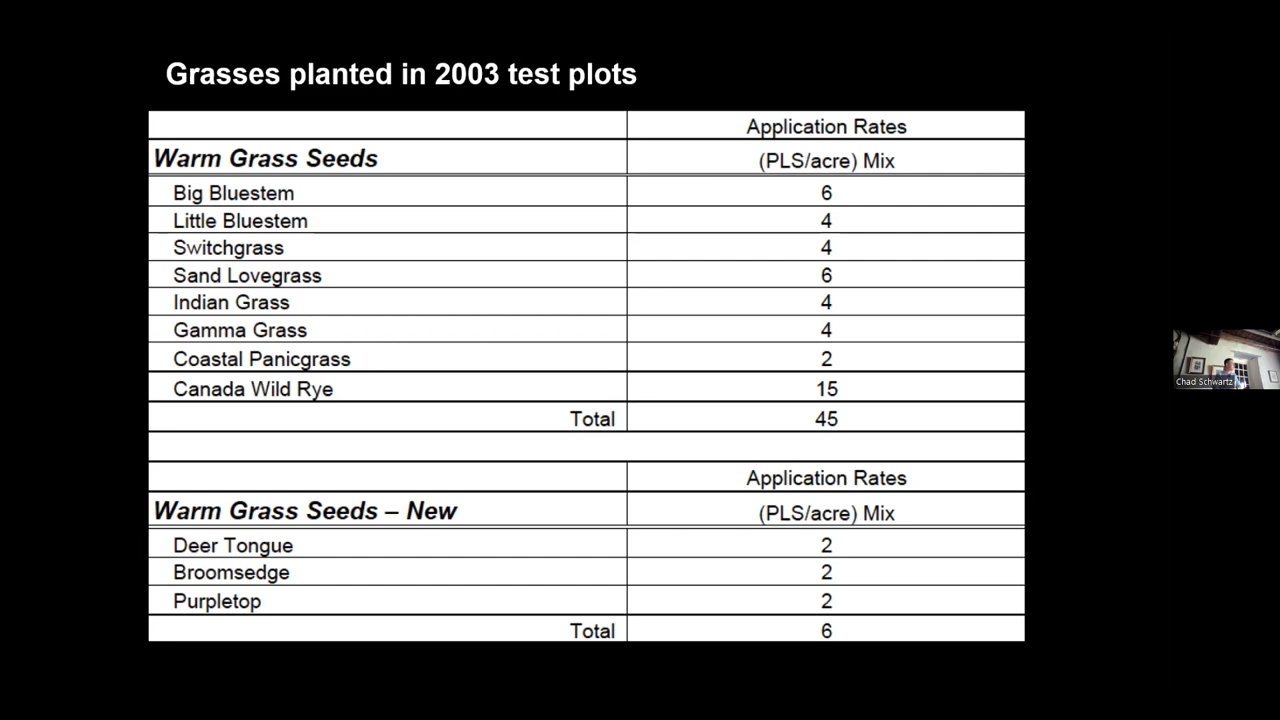 Grasses planted in 2003 test plots
Application Rates
Warm Grass Seeds (PLS/acre) Mix
Big Bluestem 6
Little Bluestem 4
Switchgrass 4
Sand Lovegrass 6
Indian Grass 4
Gamma Grass 4
Coastal Panicgrass 2
Canada Wild Rye 15
Total 45
Application Rates
Warm Grass Seeds – New (PLS/acre) Mix
Deer Tongue 2
Broomsedge 2
Purpletop 2
Total 6
Chad Schwartz